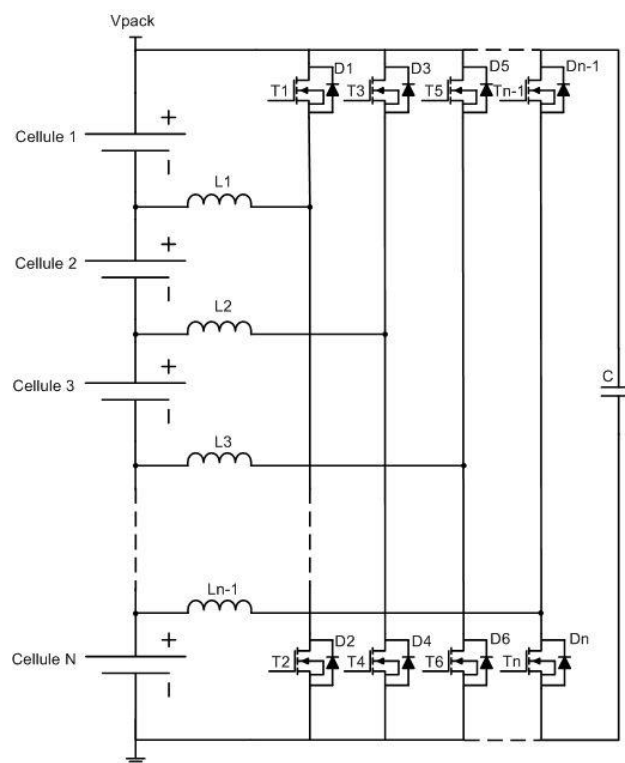 Vpack
D1 D3 D5 Dn-1
T1 T3 T5 Tn-1
+
Cellule 1
L1
+
Cellule 2
L2
+
C
Cellule 3
L3
Ln-1
+
D2 D4 D6 Dn
Cellule N
T2 T4 T6 Tn